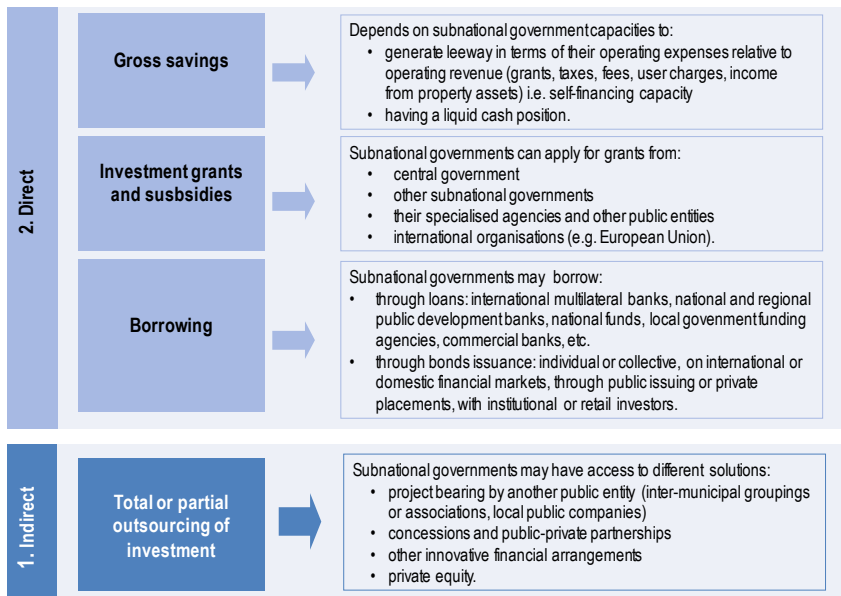 2. Direct
Gross savings
Depends on subnational government capacities to:
• generate leeway in terms of their operating expenses relative to
operating revenue (grants, taxes, fees, user charges, income
from property assets) i.e. self-financing capacity
• having a liquid cash position.
Investment grants
and susbsidies
Subnational governments can apply for grants from:
• central government
• other subnational governments
• their specialised agencies and other public entities
• international organisations (e.g. European Union).
Borrowing
Subnational governments may borrow:
• through loans: international multilateral banks, national and regional
public development banks, national funds, local govenment funding
agencies, commercial banks, etc.
• through bonds issuance: individual or collective, on international or
domestic financial markets, through public issuing or private
placements, with institutional or retail investors.
1. Indirect
Total or partial
outsourcing of
investment
Subnational governments may have access to different solutions:
• project bearing by another public entity (inter-municipal groupings
or associations, local public companies)
• concessions and public-private partnerships
• other innovative financial arrangements
• private equity.